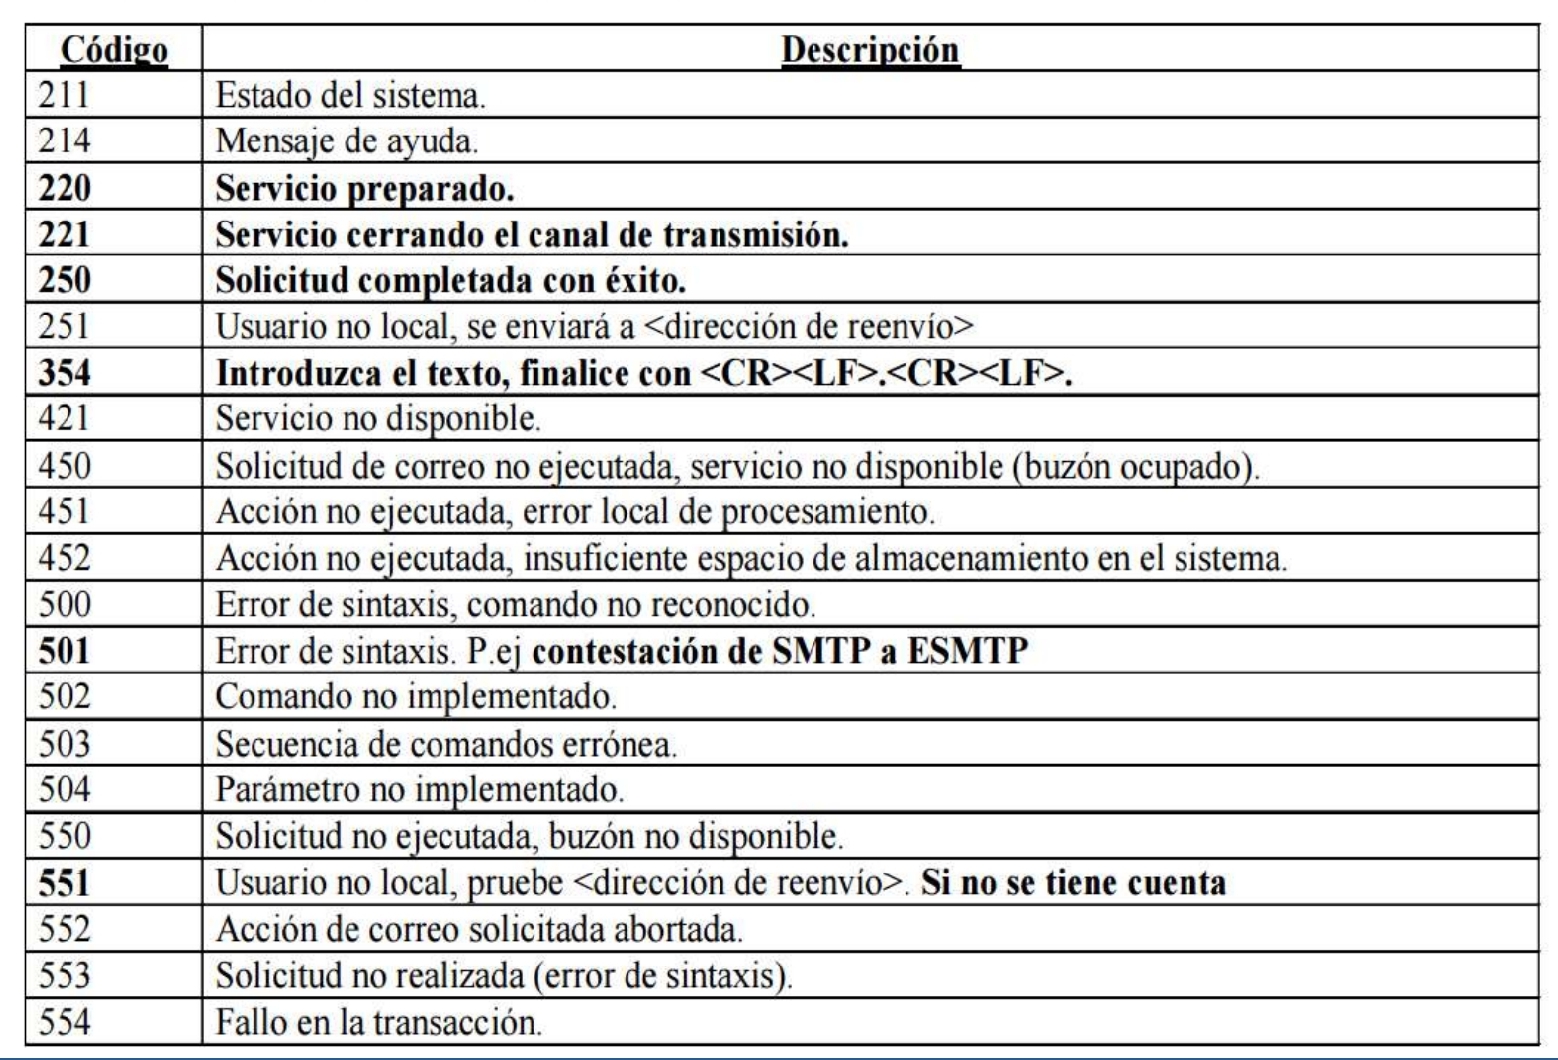 Código Descripción
211 Estado del sistema.
214 Mensaje de ayuda.
220 Servicio preparado.
221 Servicio cerrando el canal de transmisión.
250 Solicitud completada con éxito.
251 Usuario no local, se enviará a <dirección de reenvío>
354 Introduzca el texto, finalice con <CR><LF>.<CR><LF>.
421 Servicio no disponible.
450 Solicitud de correo no ejecutada, servicio no disponible (buzón ocupado).
451 Acción no ejecutada, error local de procesamiento.
452 Acción no ejecutada, insuficiente espacio de almacenamiento en el sistema.
500 Error de sintaxis, comando no reconocido.
501 Error de sintaxis. P.ej contestación de SMTP a ESMTP
502 Comando no implementado.
503 Secuencia de comandos errónea.
504 Parámetro no implementado.
550 Solicitud no ejecutada, buzón no disponible.
551 Usuario no local, pruebe <dirección de reenvío>. Si no se tiene cuenta
552 Acción de correo solicitada abortada.
553 Solicitud no realizada (error de sintaxis).
554 Fallo en la transacción.